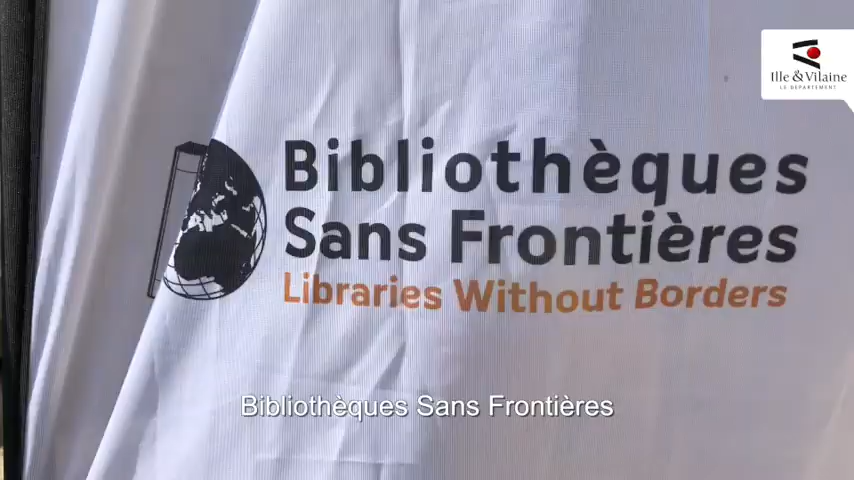 Ille & Vilaine
LE DÉPARTEMENT
Bibliothèques
Sans Frontières
Libraries Without Borders
Bibliothèques Sans Frontières